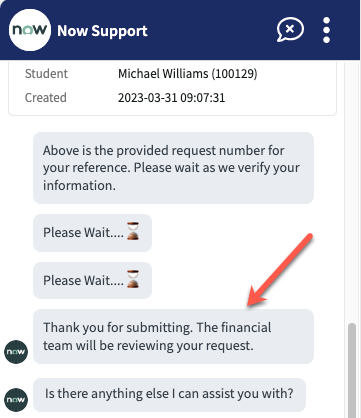 now Now Support
Student Michael Williams (100129)
Created 2023-03-31 09:07:31
Above is the provided request number for
your reference. Please wait as we verify your
information.
Please Wait....⏳
Please Wait....⏳
Thank you for submitting. The financial
now team will be reviewing your request.
now Is there anything else I can assist you with?